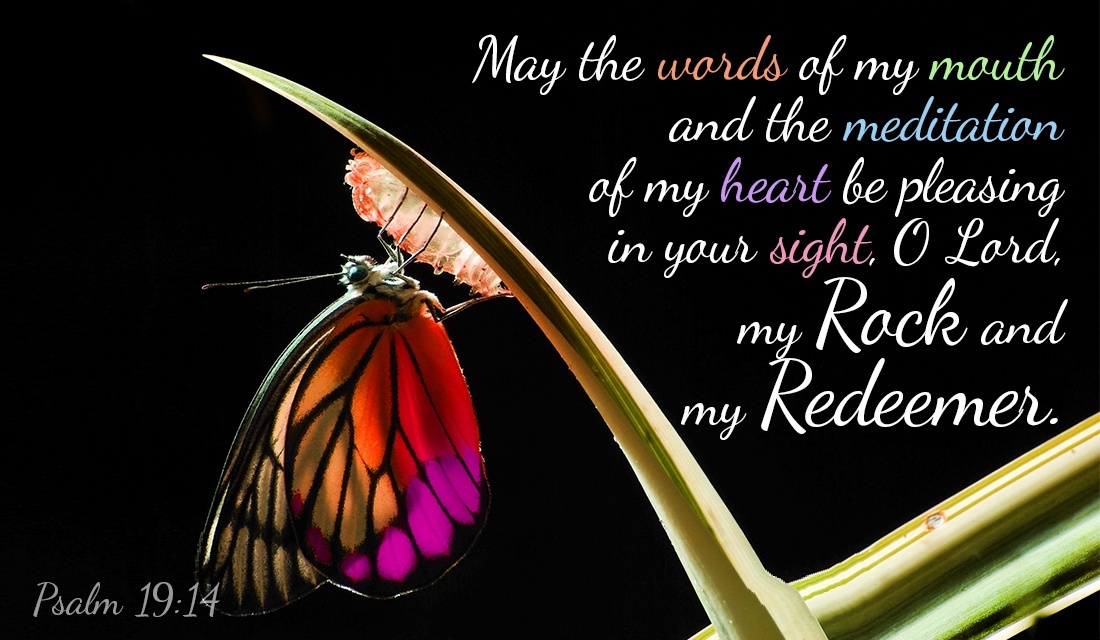 May the words of my mouth
and the meditation
of my heart be pleasing
in your sight, O Lord,
my Rock and
my Redeemer.
Psalm 19:14